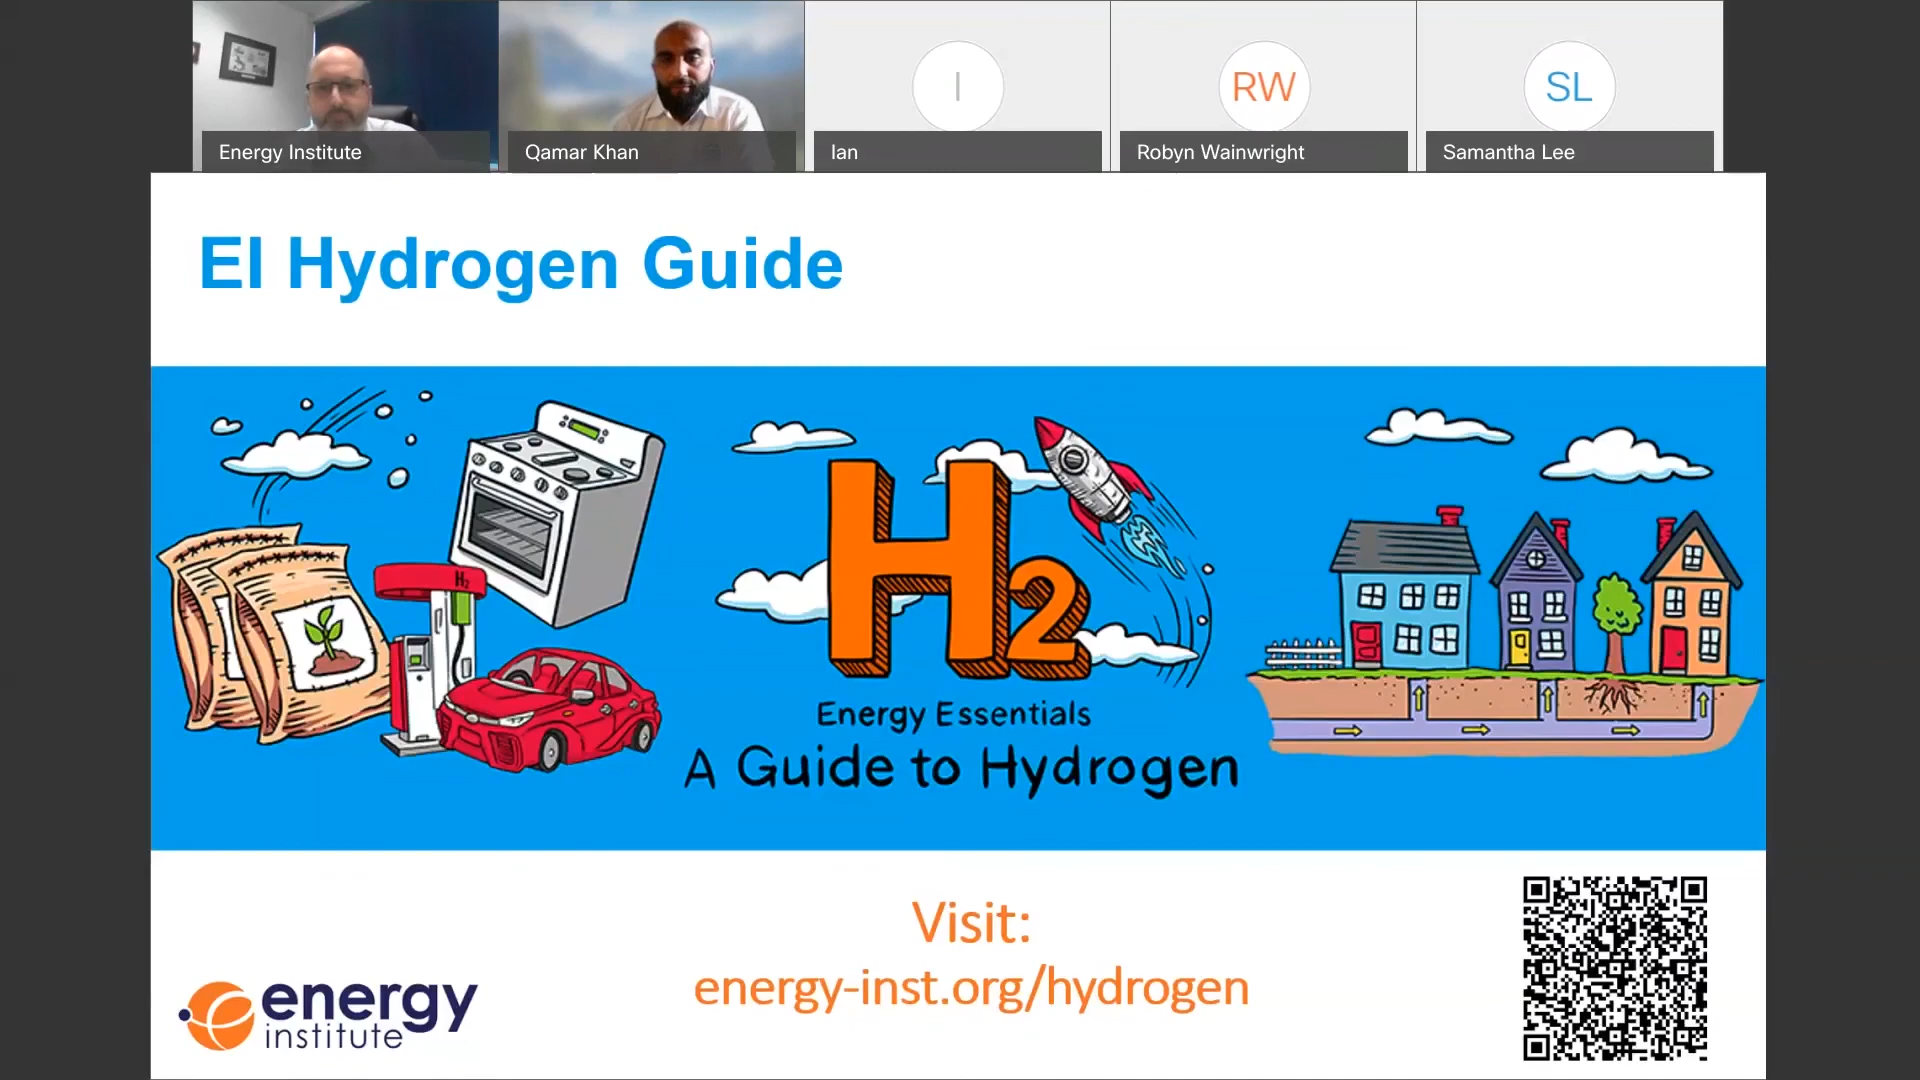 Energy Institute
Qamar Khan
I
Ian
RW
Robyn Wainwright
SL
Samantha Lee
EI Hydrogen Guide
H2
H2
Energy Essentials
A Guide to Hydrogen
Visit:
energy-inst.org/hydrogen
energy
institute